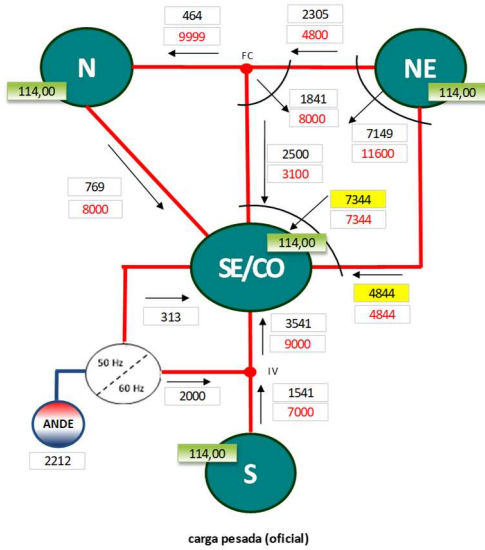 464
9999
2305
4800
FC
N
114,00
NE
114,00
1841
8000
7149
11600
2500
3100
769
8000
7344
7344
114,00
SE/CO
4844
4844
313
3541
9000
50 Hz
60 Hz
2000
IV
1541
7000
ANDE
2212
114,00
S
carga pesada (oficial)